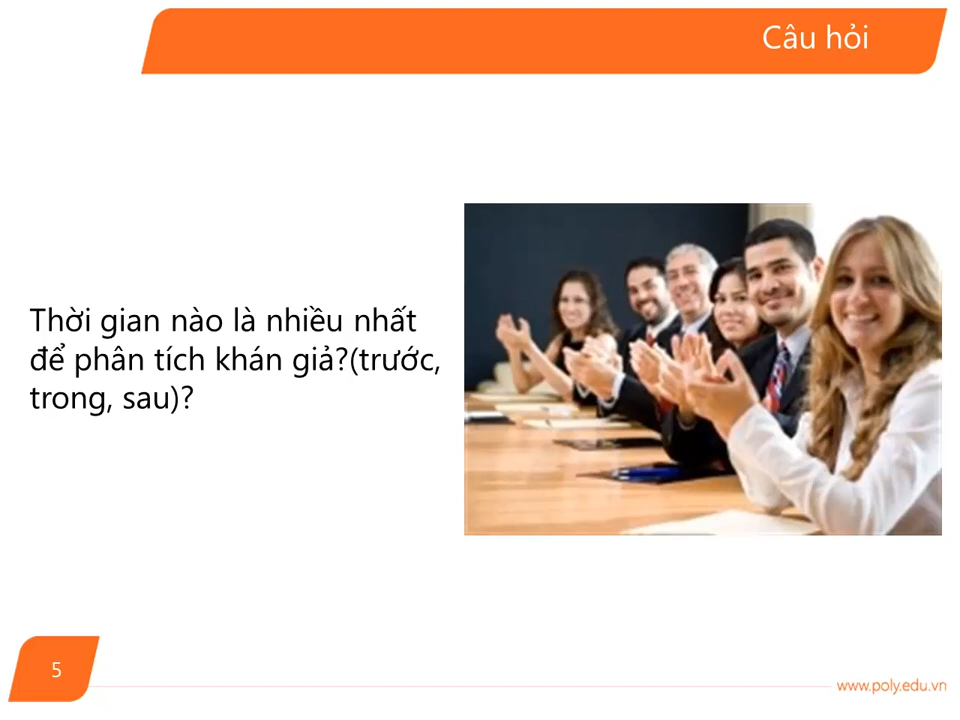 Câu hỏi
Thời gian nào là nhiều nhất
để phân tích khán giả?(trước,
trong, sau)?
5
www.poly.edu.vn